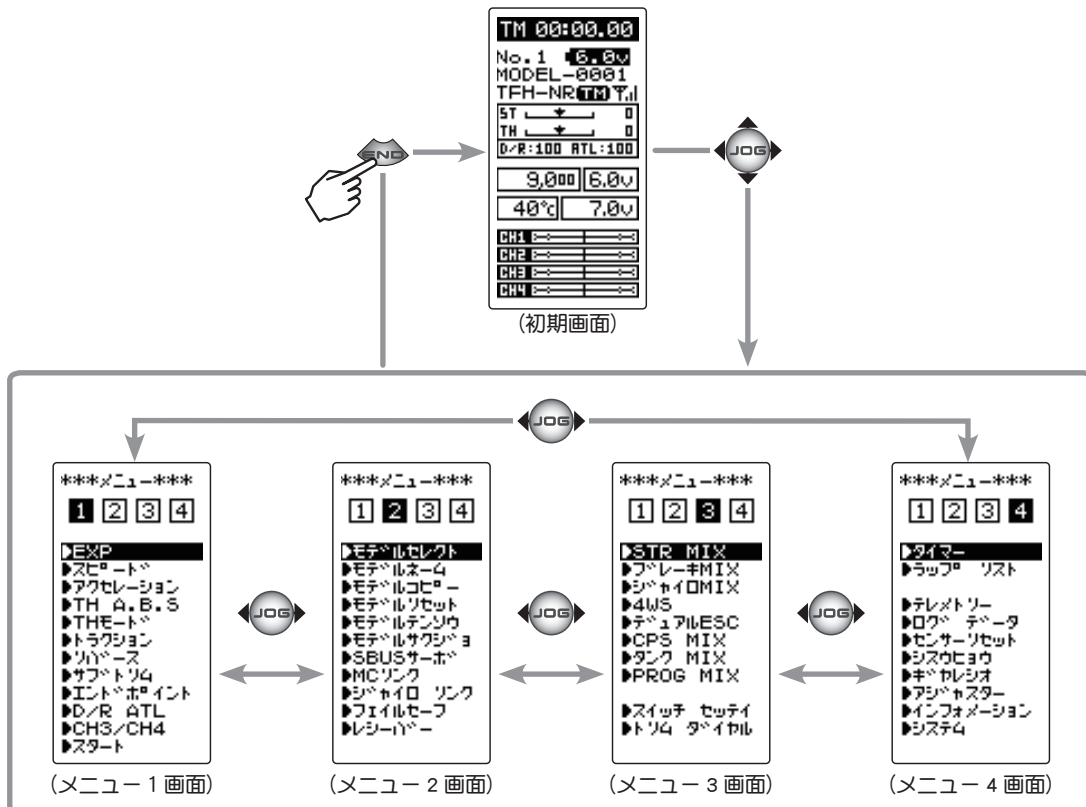 TM 00:00.00
No.1 6.0v
MODEL-0001
TFH-NR TM
ST 0
TH 0
D/R:100 ATL:100
9,000 6.0v
40℃ 7.0v
CH1
CH2
CH3
CH4
(初期画面)
END
JOG
JOG
***メニュー***
1 2 3 4
▶EXP
▶スピード
▶アクセレーション
▶TH A.B.S
▶THモード
▶トラクション
▶リバース
▶サブトリム
▶エンドポイント
▶D/R ATL
▶CH3/CH4
▶スタート
(メニュー 1 画面)
JOG
***メニュー***
1 2 3 4
▶モデルセレクト
▶モデルネーム
▶モデルコピー
▶モデルリセット
▶モデルテンソウ
▶モデルサクジョ
▶SBUSサーボ
▶MCリンク
▶ジャイロ リンク
▶フェイルセーフ
▶レシーバー
(メニュー 2 画面)
JOG
***メニュー***
1 2 3 4
▶STR MIX
▶ブレーキMIX
▶ジャイロMIX
▶4WS
▶デュアルESC
▶CPS MIX
▶タンク MIX
▶PROG MIX
▶スイッチ セッテイ
▶トリム ダイヤル
(メニュー 3 画面)
JOG
***メニュー***
1 2 3 4
▶タイマー
▶ラップ リスト
▶テレメトリー
▶ログ データ
▶センサーリセット
▶シスウヒョウ
▶ギヤレシオ
▶アジャスター
▶インフォメーション
▶システム
(メニュー 4 画面)